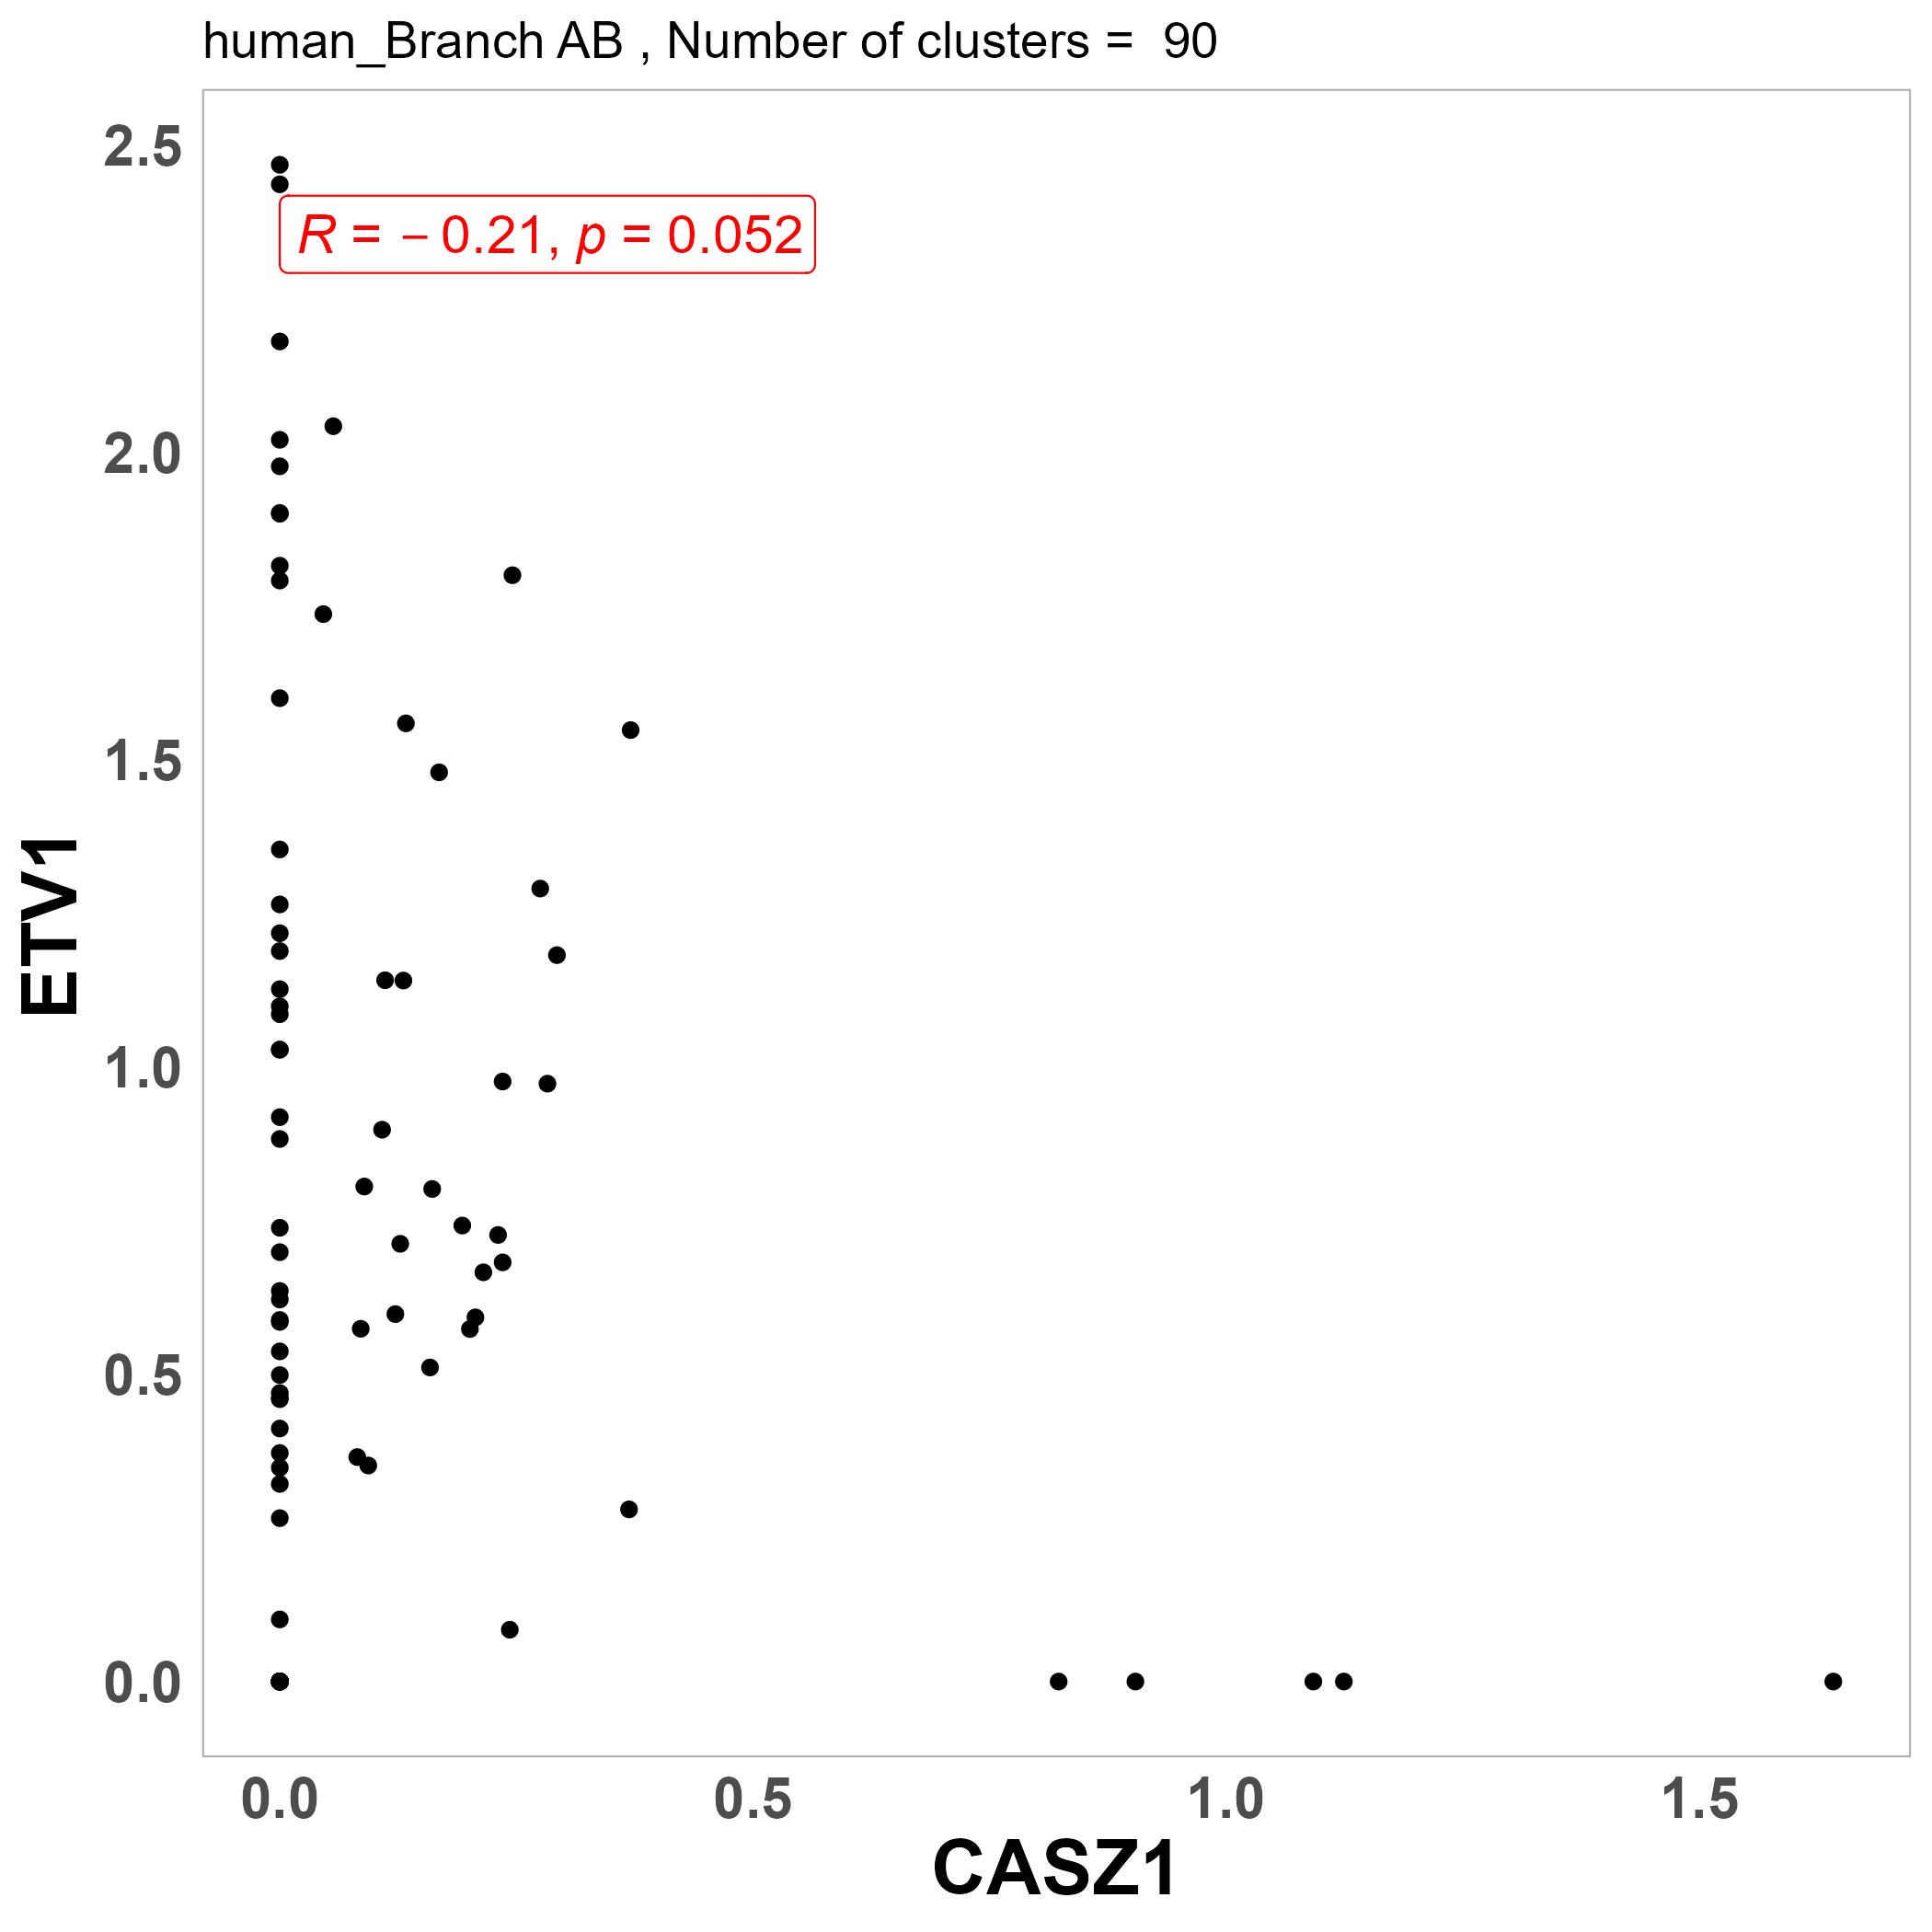 human_Branch AB , Number of clusters =  90
2.5
R = − 0.21, p = 0.052
2.0
1.5
ETV1
1.0
0.5
0.0
0.0 0.5 1.0 1.5
CASZ1